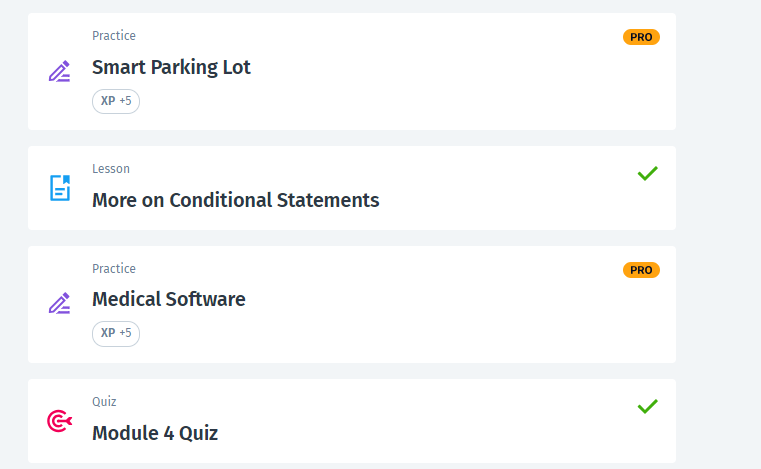 Practice
PRO
Smart Parking Lot
XP +5
Lesson
More on Conditional Statements
Practice
PRO
Medical Software
XP +5
Quiz
Module 4 Quiz